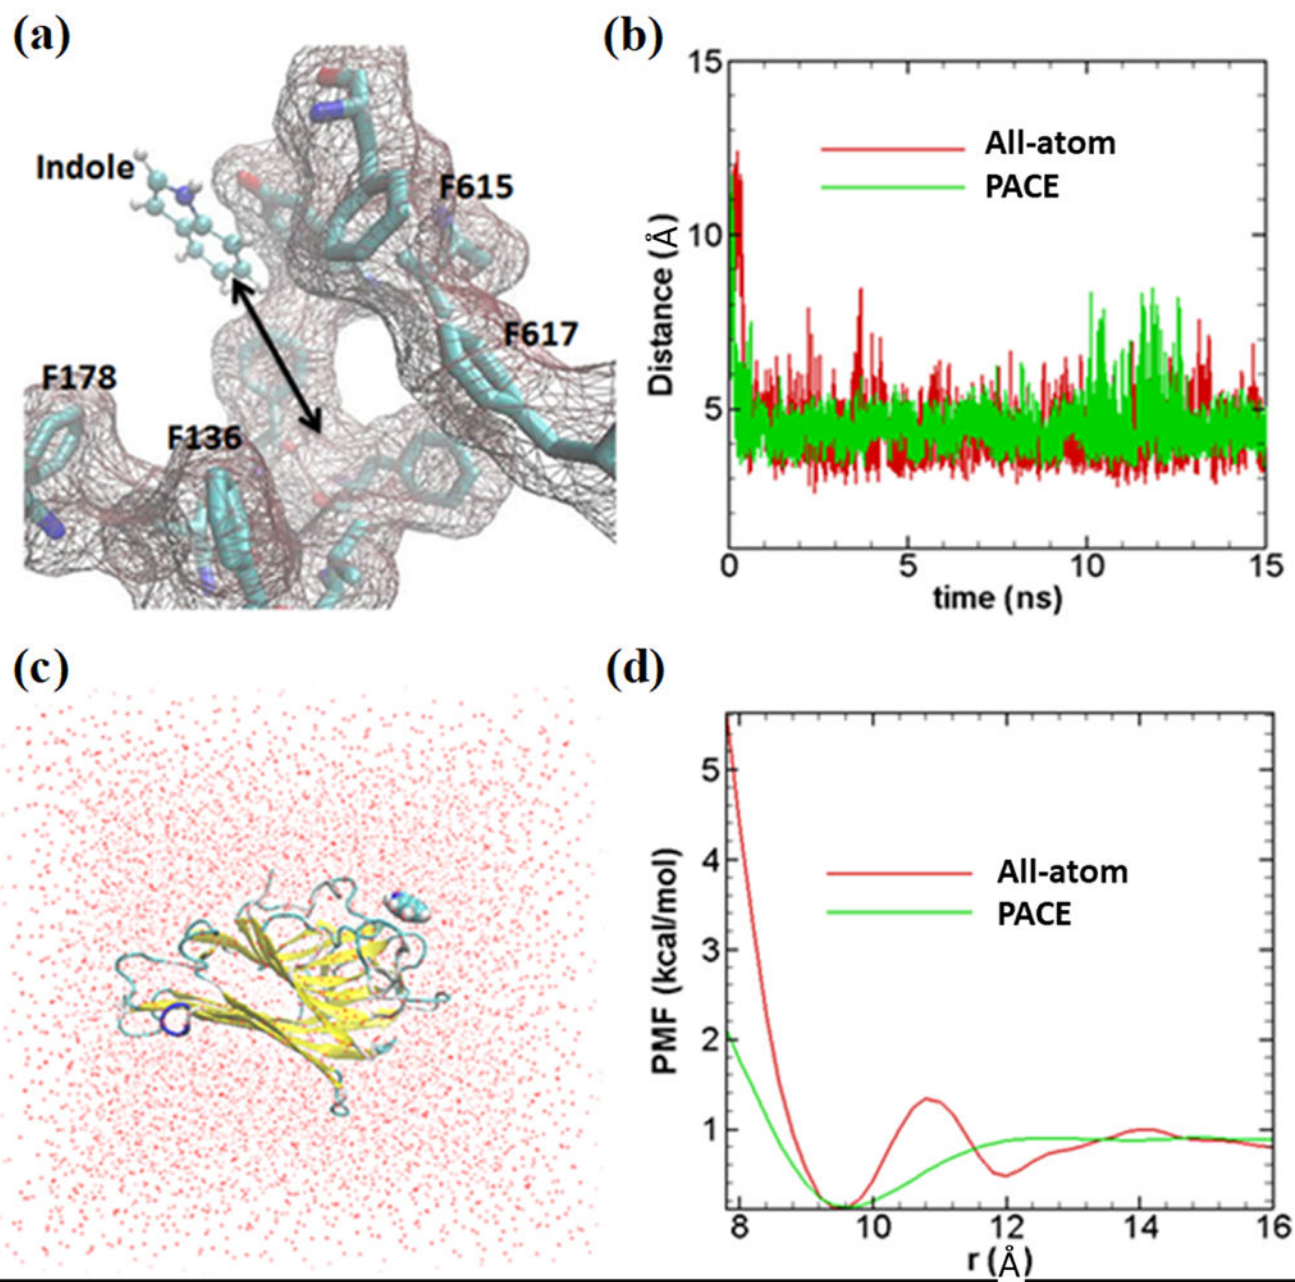 (a)
Indole
F615
F617
F178
F136
(b)
15
10
5
Distance (Å)
All-atom
PACE
0
5
10
15
time (ns)
(c)
(d)
5
4
3
2
1
PMF (kcal/mol)
All-atom
PACE
8
10
12
14
16
r (Å)